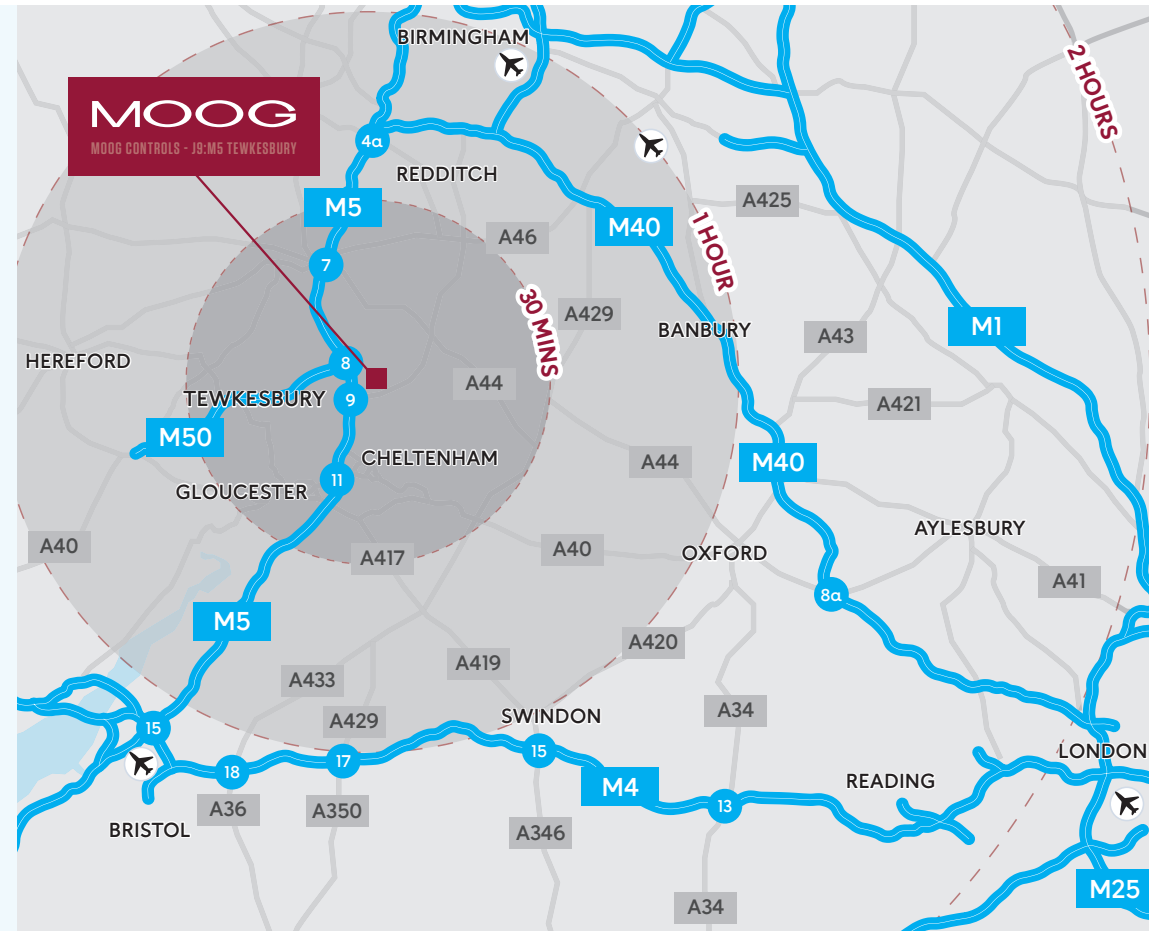 BIRMINGHAM
2 HOURS
MOOG
MOOG CONTROLS - J9:M5 TEWKESBURY
4a
REDDITCH
M5
A425
A46
M40
1 HOUR
7
30 MINS
A429
BANBURY
A43
M1
HEREFORD
8
A44
TEWKESBURY
9
A421
M50
CHELTENHAM
A44
M40
11
GLOUCESTER
AYLESBURY
A40
A417
A40
OXFORD
A41
8a
M5
A420
A419
A433
A34
A429
SWINDON
15
15
LONDON
17
18
M4
READING
13
A36
A350
BRISTOL
A346
M25
A34